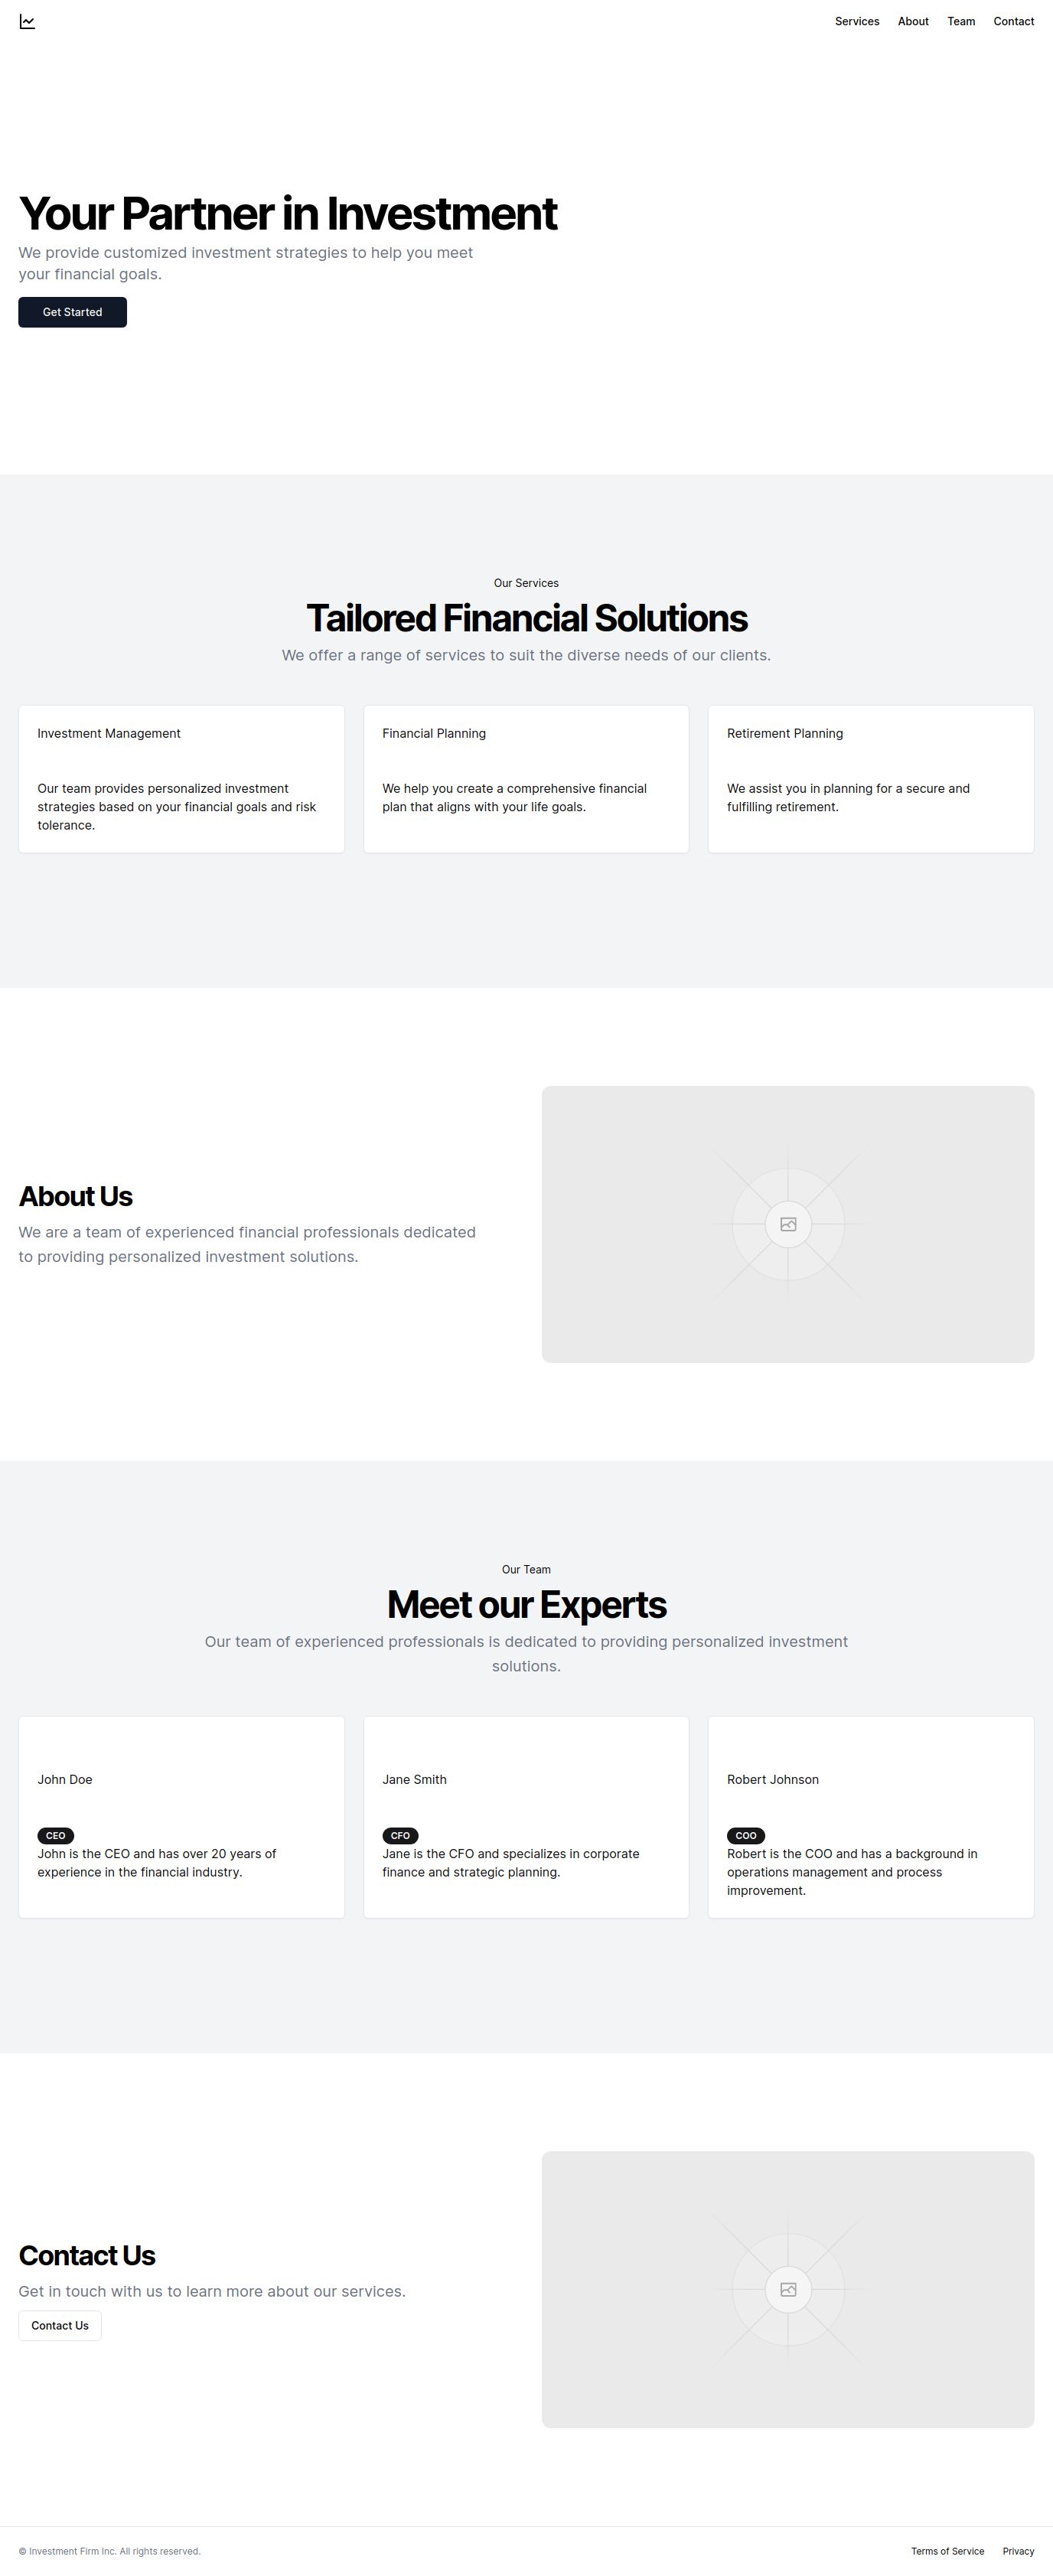 Services About Team Contact
Your Partner in Investment
We provide customized investment strategies to help you meet
your financial goals.
Get Started
Our Services
Tailored Financial Solutions
We offer a range of services to suit the diverse needs of our clients.
Investment Management
Our team provides personalized investment
strategies based on your financial goals and risk
tolerance.
Financial Planning
We help you create a comprehensive financial
plan that aligns with your life goals.
Retirement Planning
We assist you in planning for a secure and
fulfilling retirement.
About Us
We are a team of experienced financial professionals dedicated
to providing personalized investment solutions.
Our Team
Meet our Experts
Our team of experienced professionals is dedicated to providing personalized investment
solutions.
John Doe
CEO
John is the CEO and has over 20 years of
experience in the financial industry.
Jane Smith
CFO
Jane is the CFO and specializes in corporate
finance and strategic planning.
Robert Johnson
COO
Robert is the COO and has a background in
operations management and process
improvement.
Contact Us
Get in touch with us to learn more about our services.
Contact Us
© Investment Firm Inc. All rights reserved.
Terms of Service Privacy